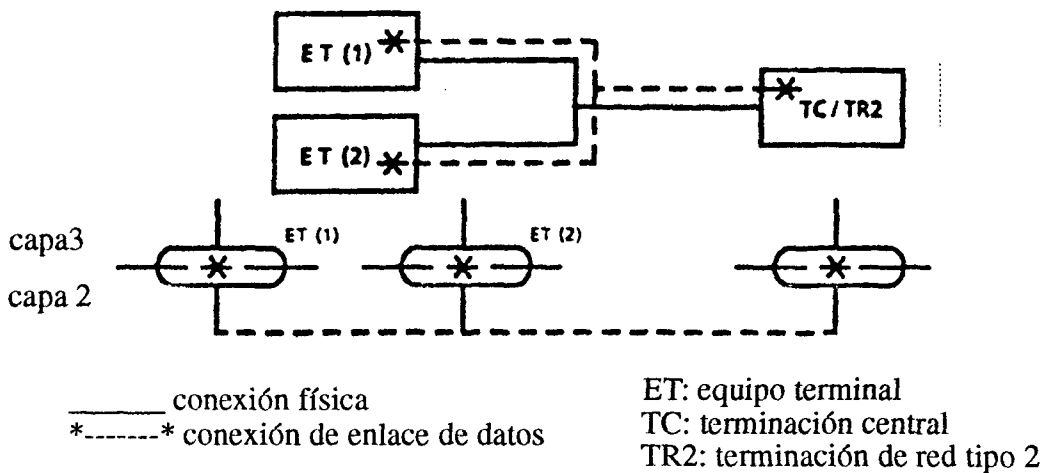 ET (1)
TC/TR2
ET (2)
ET (1)
ET (2)
capa3
capa 2
conexión física
*-------* conexión de enlace de datos
ET: equipo terminal
TC: terminación central
TR2: terminación de red tipo 2